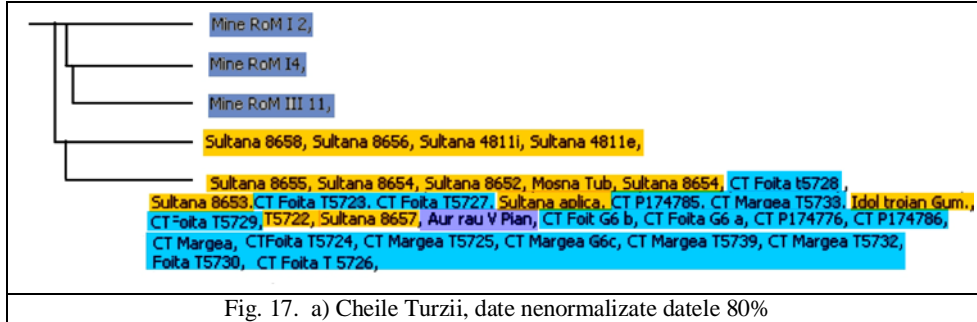 Mine RoM I 2,
Mine RoM I4,
Mine RoM III 11,
Sultana 8658, Sultana 8656, Sultana 4811i, Sultana 4811e,
Sultana 8655, Sultana 8654, Sultana 8652, Mosna Tub, Sultana 8654, CT Foita t5728 ,
Sultana 8653, CT Foita T5723, CT Foita T5727, Sultana aplica, CT P174785, CT Margea T5733, Idol troian Gum.,
CT Foita T5729, T5722, Sultana 8657, Aur rau V Pian, CT Foit G6 b, CT Foita G6 a, CT P174776, CT P174786,
CT Margea, CTFoita T5724, CT Margea T5725, CT Margea G6c, CT Margea T5739, CT Margea T5732,
Foita T5730, CT Foita T 5726,
Fig. 17. a) Cheile Turzii, date nenormalizate datele 80%